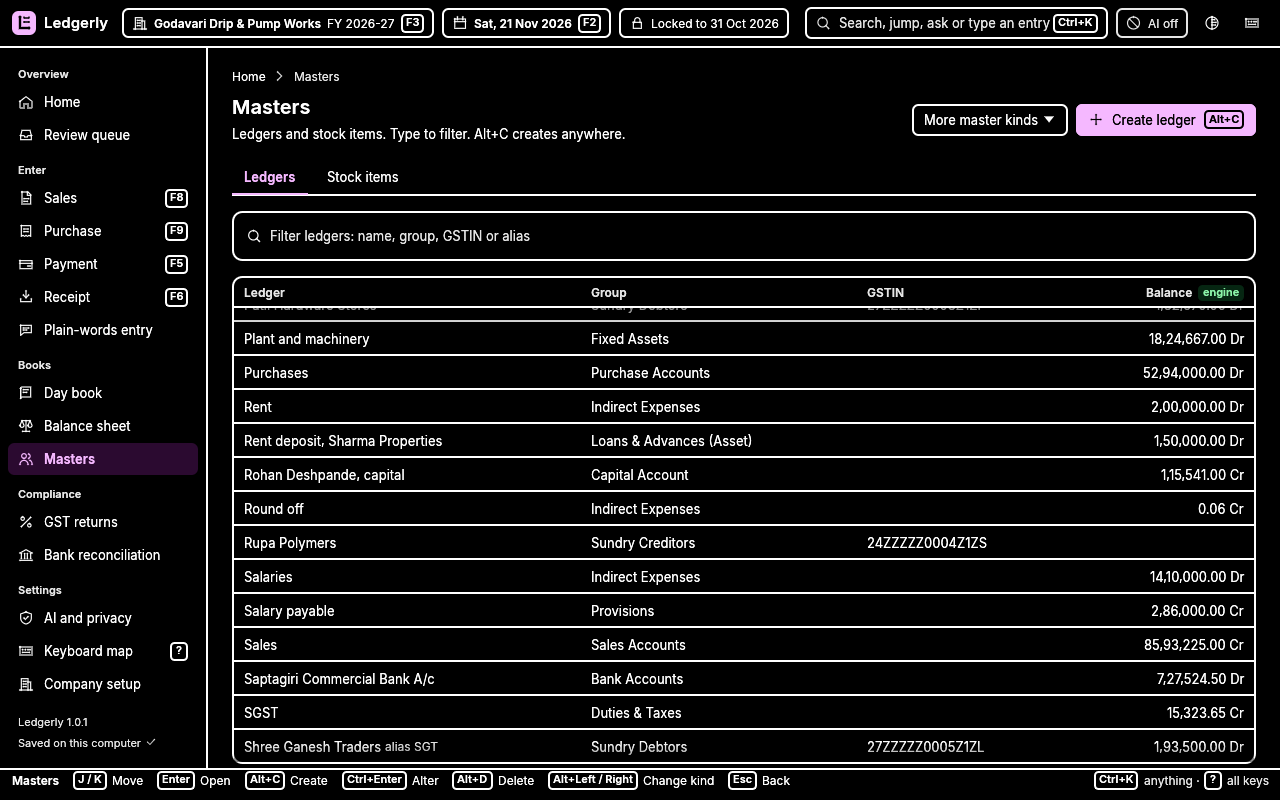 Ledgerly
Godavari Drip & Pump Works FY 2026-27 F3
Sat, 21 Nov 2026 F2
Locked to 31 Oct 2026
Search, jump, ask or type an entry Ctrl+K
AI off
Overview
Home
Review queue
Enter
Sales F8
Purchase F9
Payment F5
Receipt F6
Plain-words entry
Books
Day book
Balance sheet
Masters
Compliance
GST returns
Bank reconciliation
Settings
AI and privacy
Keyboard map ?
Company setup
Ledgerly 1.0.1
Saved on this computer
Home Masters
Masters
Ledgers and stock items. Type to filter. Alt+C creates anywhere.
More master kinds
Create ledger Alt+C
Ledgers Stock items
Filter ledgers: name, group, GSTIN or alias
Ledger Group GSTIN Balance engine
Plant and machinery Fixed Assets 18,24,667.00 Dr
Purchases Purchase Accounts 52,94,000.00 Dr
Rent Indirect Expenses 2,00,000.00 Dr
Rent deposit, Sharma Properties Loans & Advances (Asset) 1,50,000.00 Dr
Rohan Deshpande, capital Capital Account 1,15,541.00 Cr
Round off Indirect Expenses 0.06 Cr
Rupa Polymers Sundry Creditors 24ZZZZZ0004Z1ZS
Salaries Indirect Expenses 14,10,000.00 Dr
Salary payable Provisions 2,86,000.00 Cr
Sales Sales Accounts 85,93,225.00 Cr
Saptagiri Commercial Bank A/c Bank Accounts 7,27,524.50 Dr
SGST Duties & Taxes 15,323.65 Cr
Shree Ganesh Traders alias SGT Sundry Debtors 27ZZZZZ0005Z1ZL 1,93,500.00 Dr
Masters J / K Move Enter Open Alt+C Create Ctrl+Enter Alter Alt+D Delete Alt+Left / Right Change kind Esc Back Ctrl+K anything · ? all keys